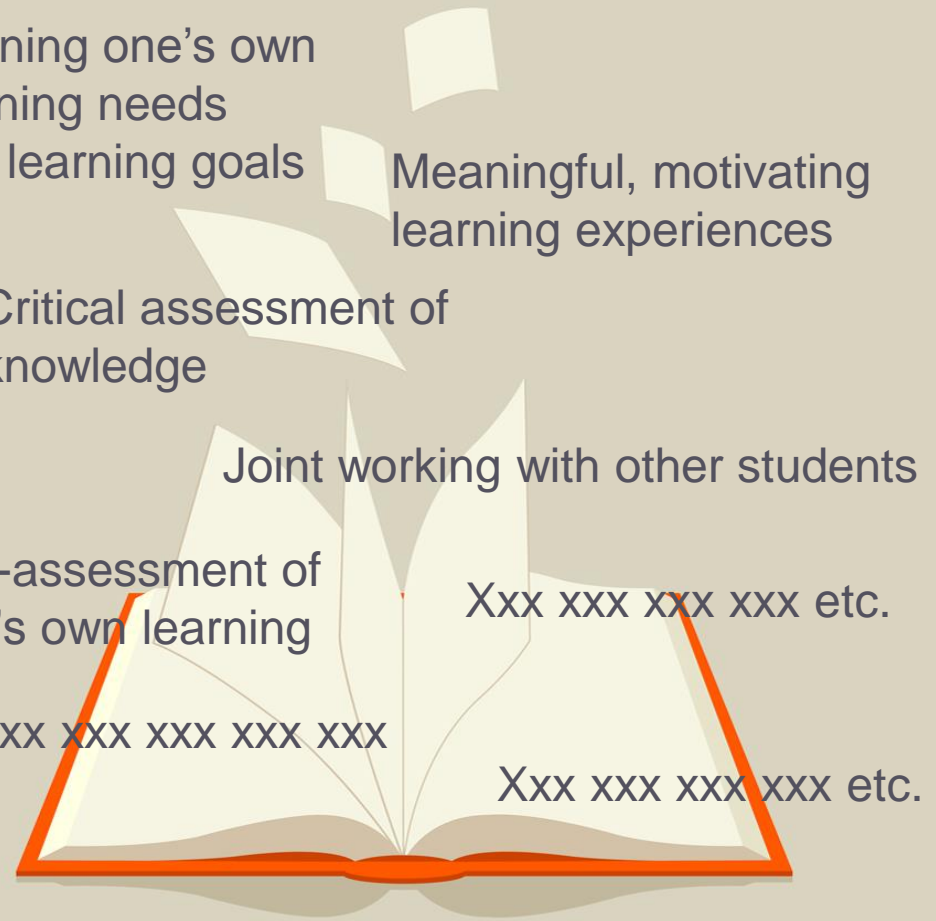 ning one's own
ning needs
learning goals
Meaningful, motivating
learning experiences
Critical assessment of
knowledge
Joint working with other students
-assessment of
's own learning
Xxx xxx xxx xxx etc.
xx xxx xxx xxx xxx
Xxx xxx xxx xxx etc.